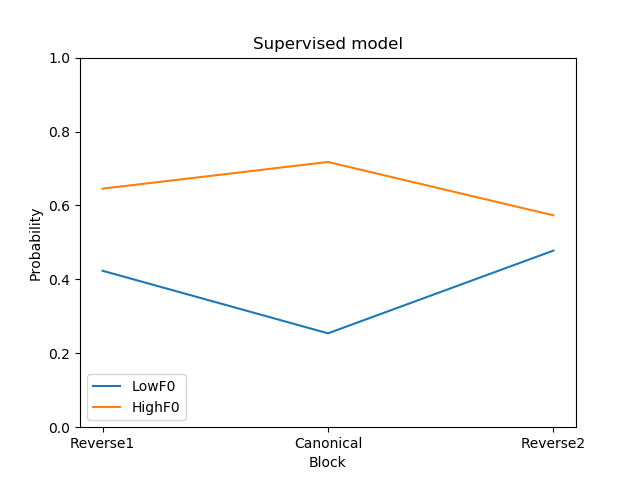 Supervised model
Probability
1.0
0.8
0.6
0.4
0.2
0.0
LowF0
HighF0
Reverse1
Canonical
Reverse2
Block